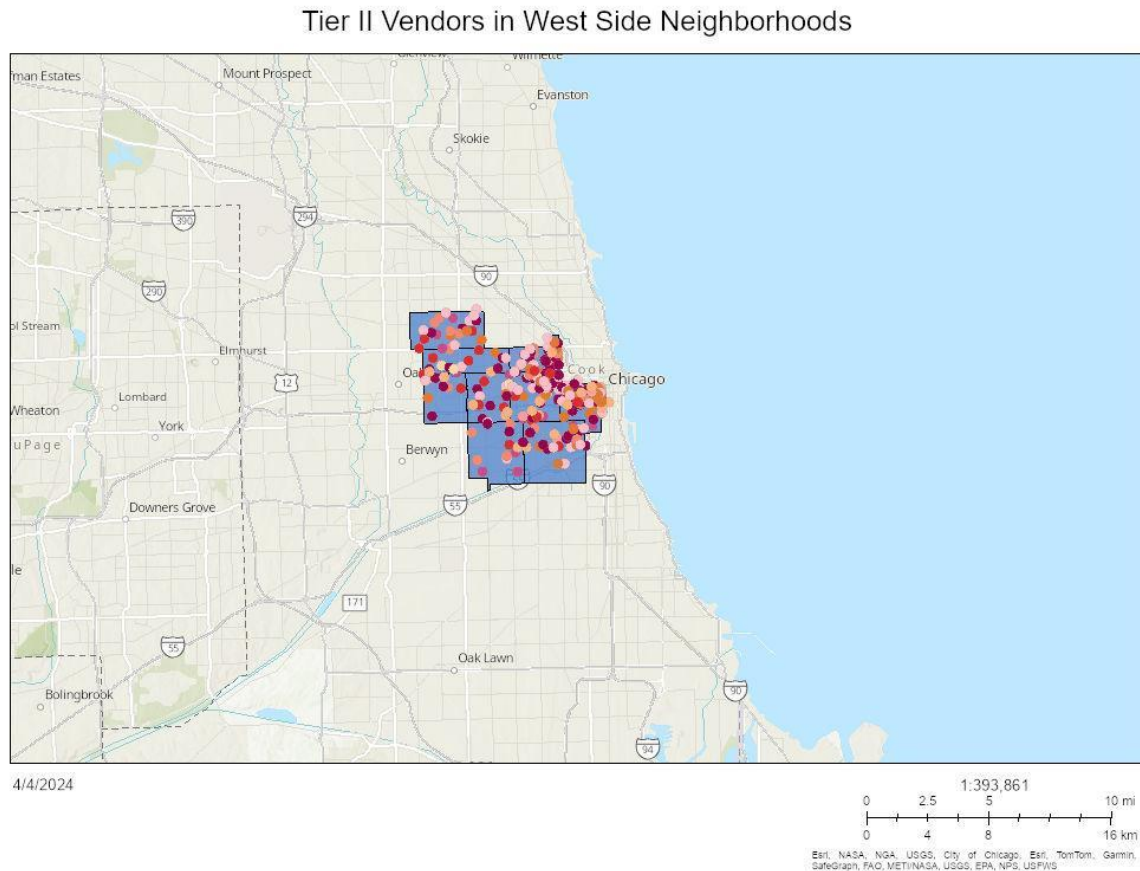 Tier II Vendors in West Side Neighborhoods
Wilmette
Mount Prospect
Evanston
Skokie
390
294
90
290
Elmhurst
12
Cook
Chicago
Lombard
Wheaton
York
uPage
Berwyn
90
55
Downers Grove
171
55
Oak Lawn
90
Bolingbrook
94
4/4/2024
1:393,861
0 2.5 5 10 mi
0 4 8 16 km
Esri, NASA, NGA, USGS, City of Chicago, Esri, TomTom, Garmin,
SafeGraph, FAO, METI/NASA, USGS, EPA, NPS, USFWS